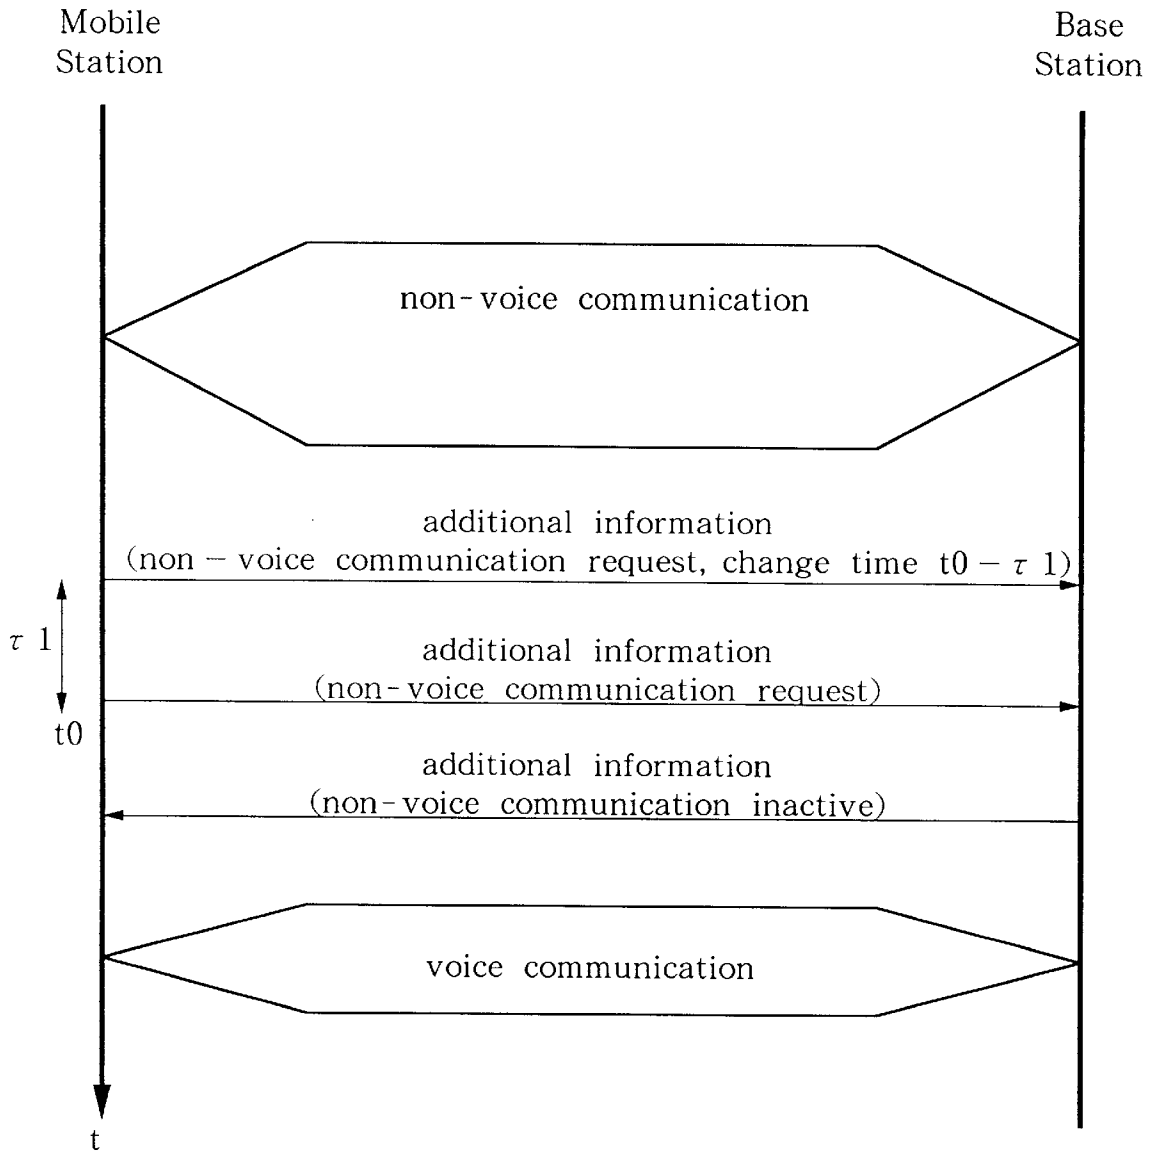 Mobile
Station
Base
Station
non-voice communication
additional information
(non - voice communication request, change time t0 - τ 1)
τ 1
additional information
(non-voice communication request)
t0
additional information
(non-voice communication inactive)
voice communication
t